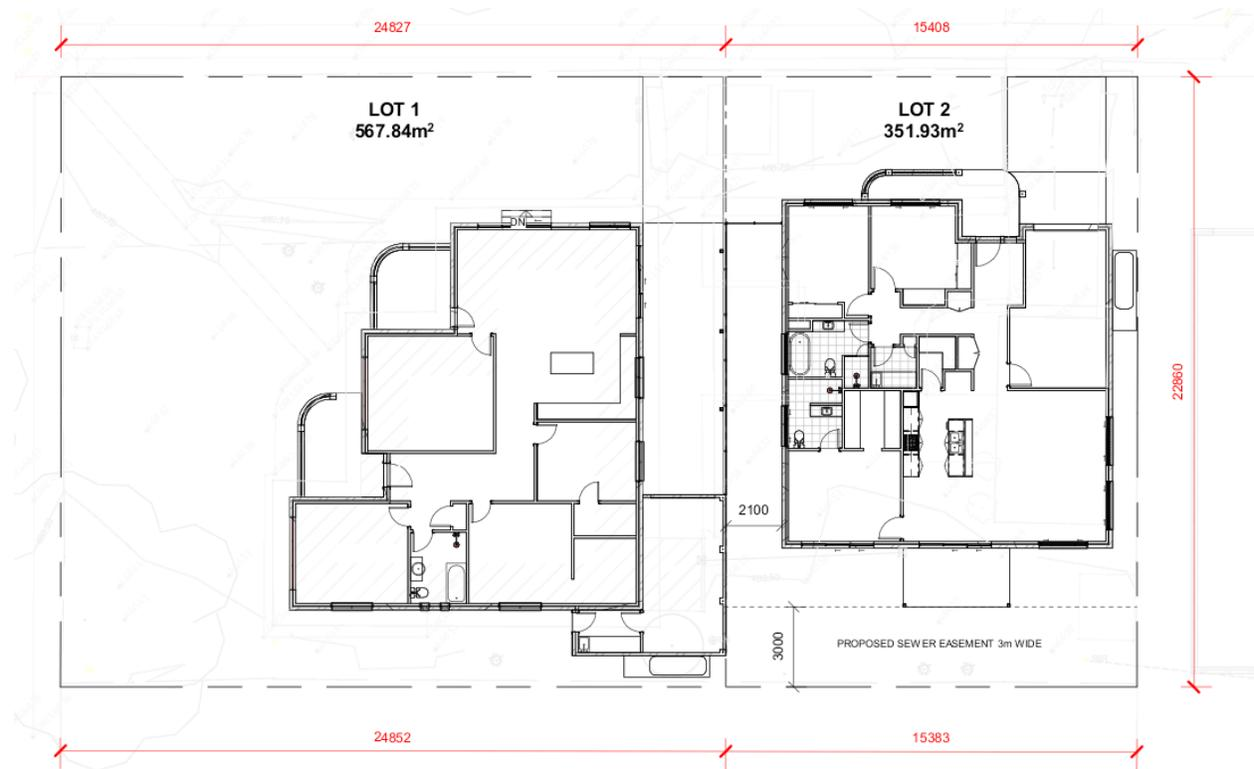 24827
15408
LOT 1
567.84m²
LOT 2
351.93m²
DN
22860
2100
3000
PROPOSED SEWER EASEMENT 3m WIDE
24852
15383